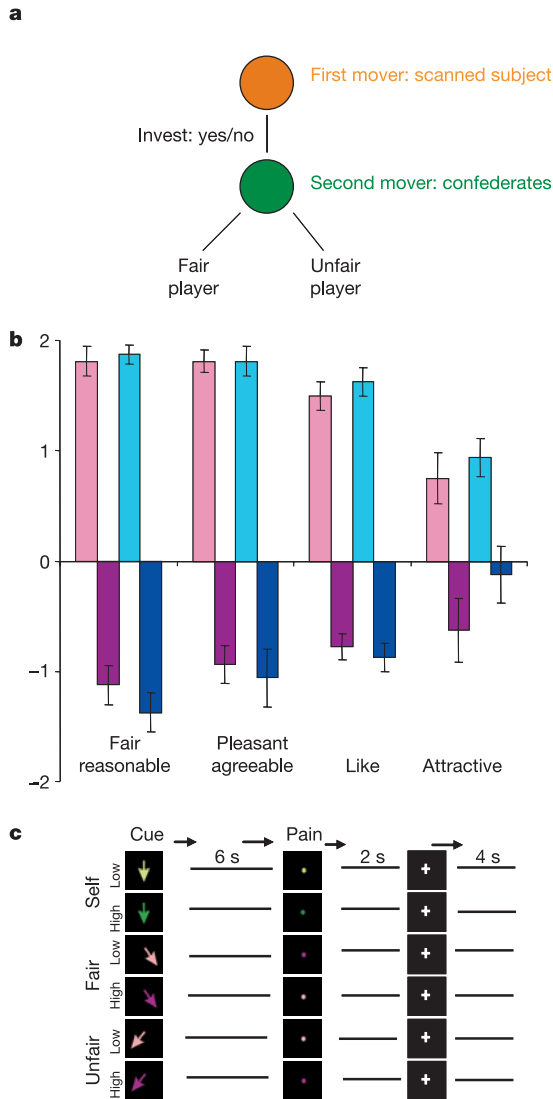 a
First mover: scanned subject
Invest: yes/no
Second mover: confederates
Fair
player
Unfair
player
b
2
1
0
−1
−2
Fair
reasonable
Pleasant
agreeable
Like
Attractive
c
Cue
Pain
6 s
2 s
4 s
Self
Low
High
Fair
Low
High
Unfair
Low
High